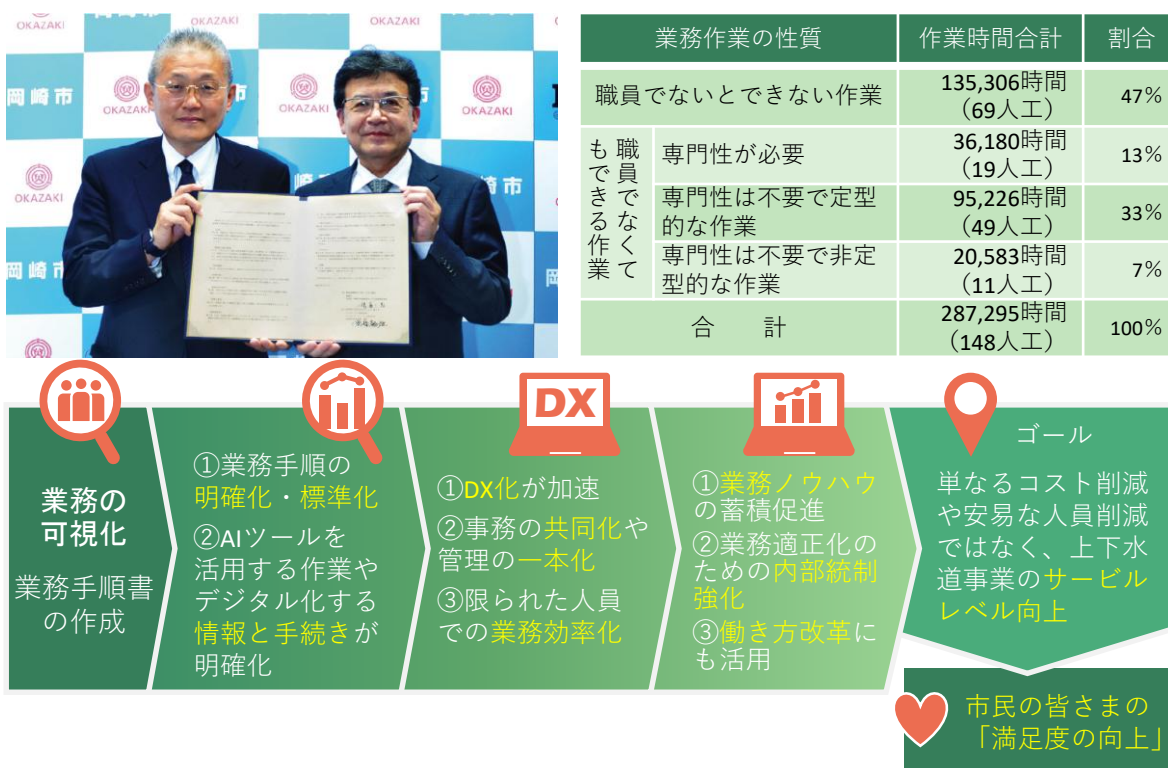 OKAZAKI
OKAZAKI
OKAZAKI
岡崎市
OKAZAKI
OKAZAKI
OKAZAKI
OKAZAKI
市
岡崎市
業務作業の性質 作業時間合計 割合
職員でないとできない作業 135,306時間 47%
（69人工）
職員でなくて
もできる作業
専門性が必要 36,180時間 13%
（19人工）
専門性は不要で定型 95,226時間 33%
的な作業 （49人工）
専門性は不要で非定 20,583時間 7%
型的な作業 （11人工）
合 計 287,295時間 100%
（148人工）
業務の
可視化
業務手順書
の作成
①業務手順の
明確化・標準化
②AIツールを
活用する作業や
デジタル化する
情報と手続きが
明確化
DX
①DX化が加速
②事務の共同化や
管理の一本化
③限られた人員
での業務効率化
①業務ノウハウ
の蓄積促進
②業務適正化の
ための内部統制
強化
③働き方改革に
も活用
ゴール
単なるコスト削減
や安易な人員削減
ではなく、上下水
道事業のサービル
レベル向上
市民の皆さまの
「満足度の向上」